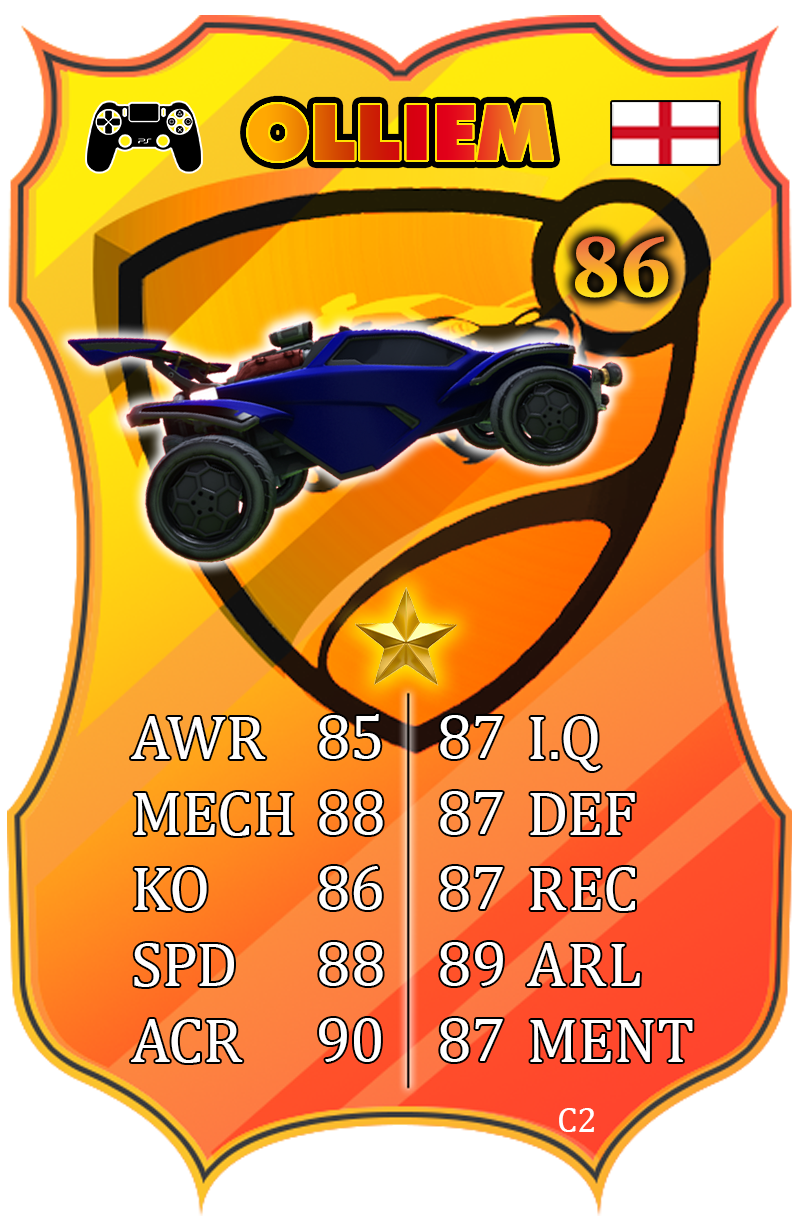 OLLIEM
86
AWR 85 87 I.Q
MECH 88 87 DEF
KO 86 87 REC
SPD 88 89 ARL
ACR 90 87 MENT
C2